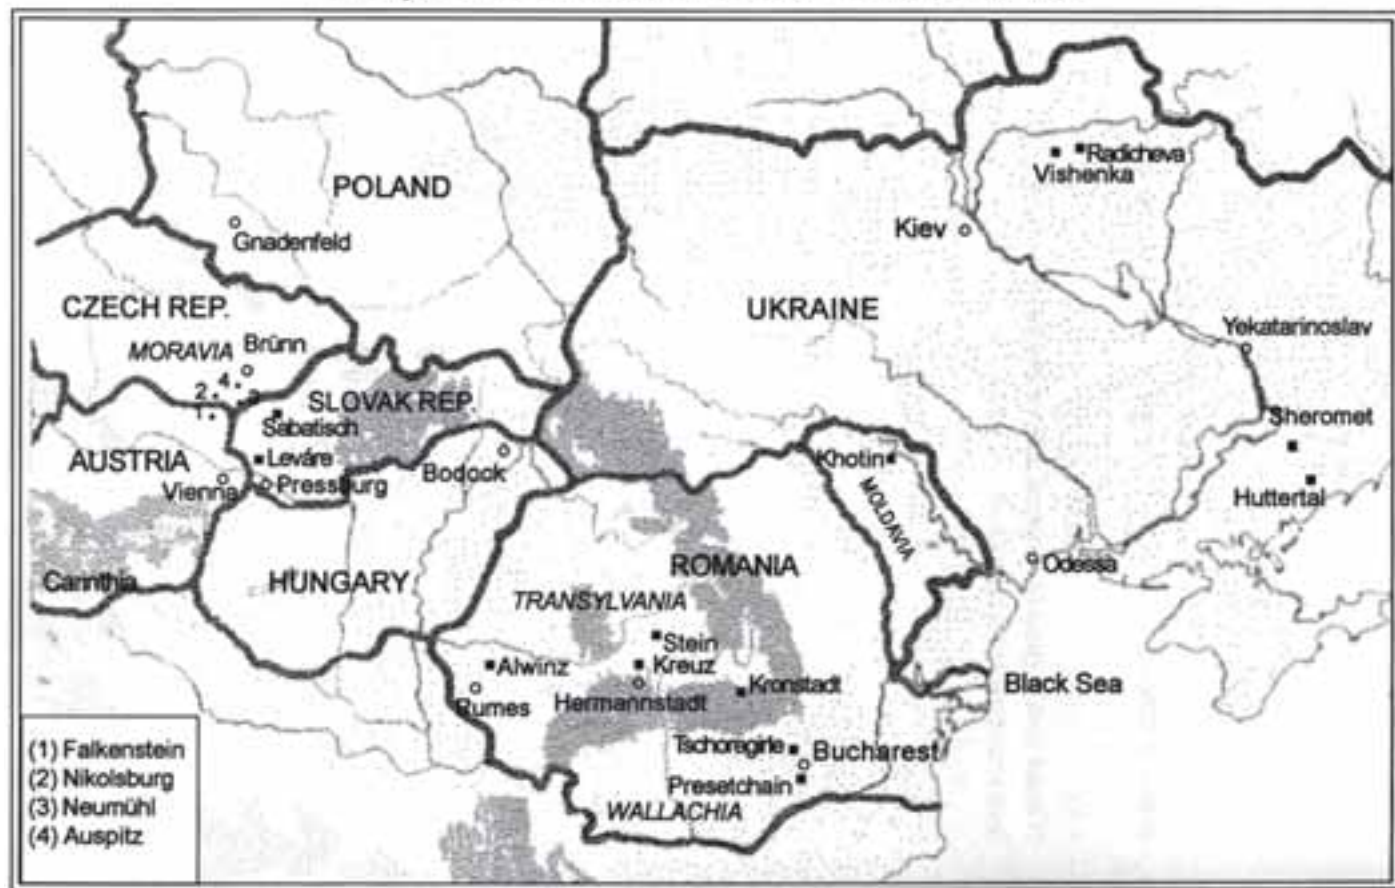 Radicheva
Vishenka
POLAND
Gnadenfeld
Kiev
CZECH REP.
UKRAINE
MORAVIA
Brünn
Yekatarinoslav
2
4
3
1
SLOVAK REP.
Sabatisch
Sheromet
AUSTRIA
Leváre
Vienna
Pressburg
Bodock
Khotin
Huttertal
MOLDAVIA
Carinthia
HUNGARY
ROMANIA
Odessa
TRANSYLVANIA
Stein
Alwinz
Kreuz
Rumes
Hermannstadt
Kronstadt
Black Sea
Tschoregirle
Bucharest
Presetchain
WALLACHIA
(1) Falkenstein
(2) Nikolsburg
(3) Neumühl
(4) Auspitz